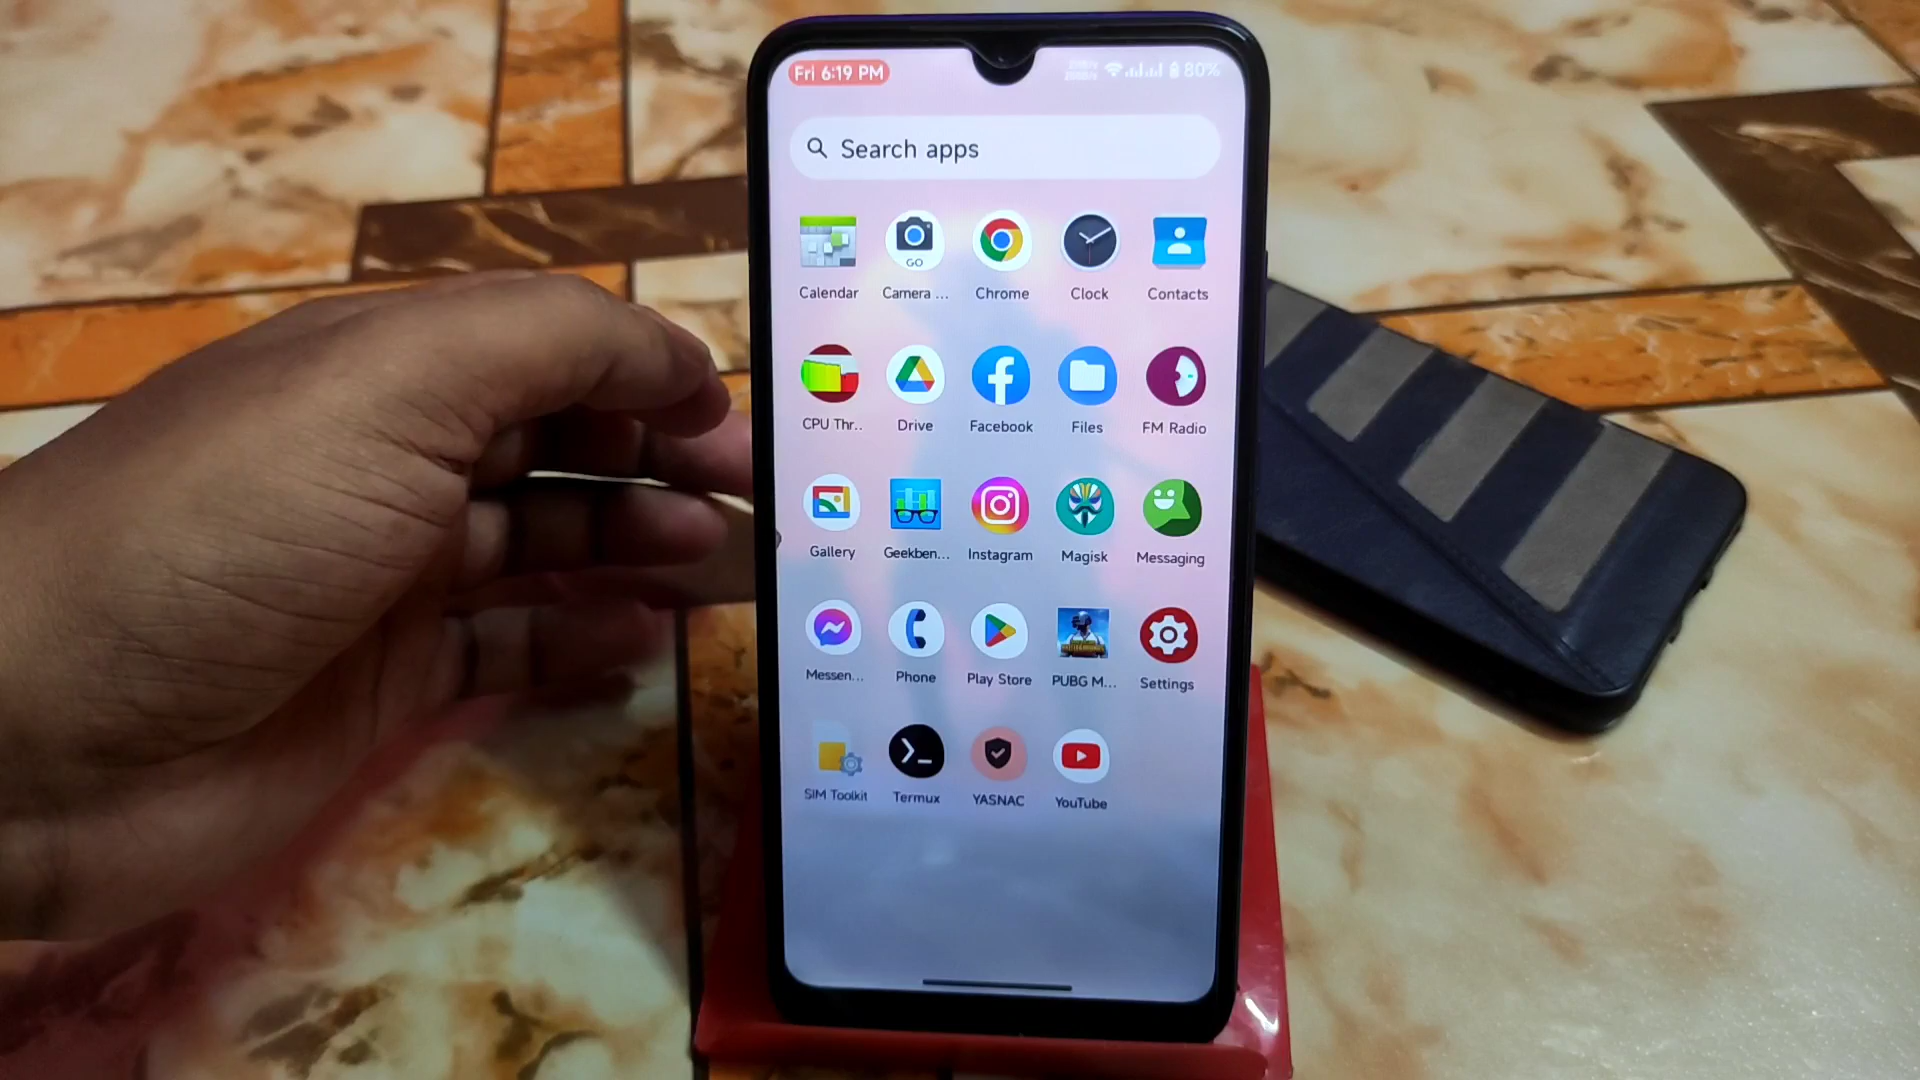 Fri 6:19 PM 80%
Search apps
GO
Calendar Camera ... Chrome Clock Contacts
CPU Thr.. Drive Facebook Files FM Radio
Gallery Geekben... Instagram Magisk Messaging
Messen... Phone Play Store PUBG M... Settings
SIM Toolkit Termux YASNAC YouTube